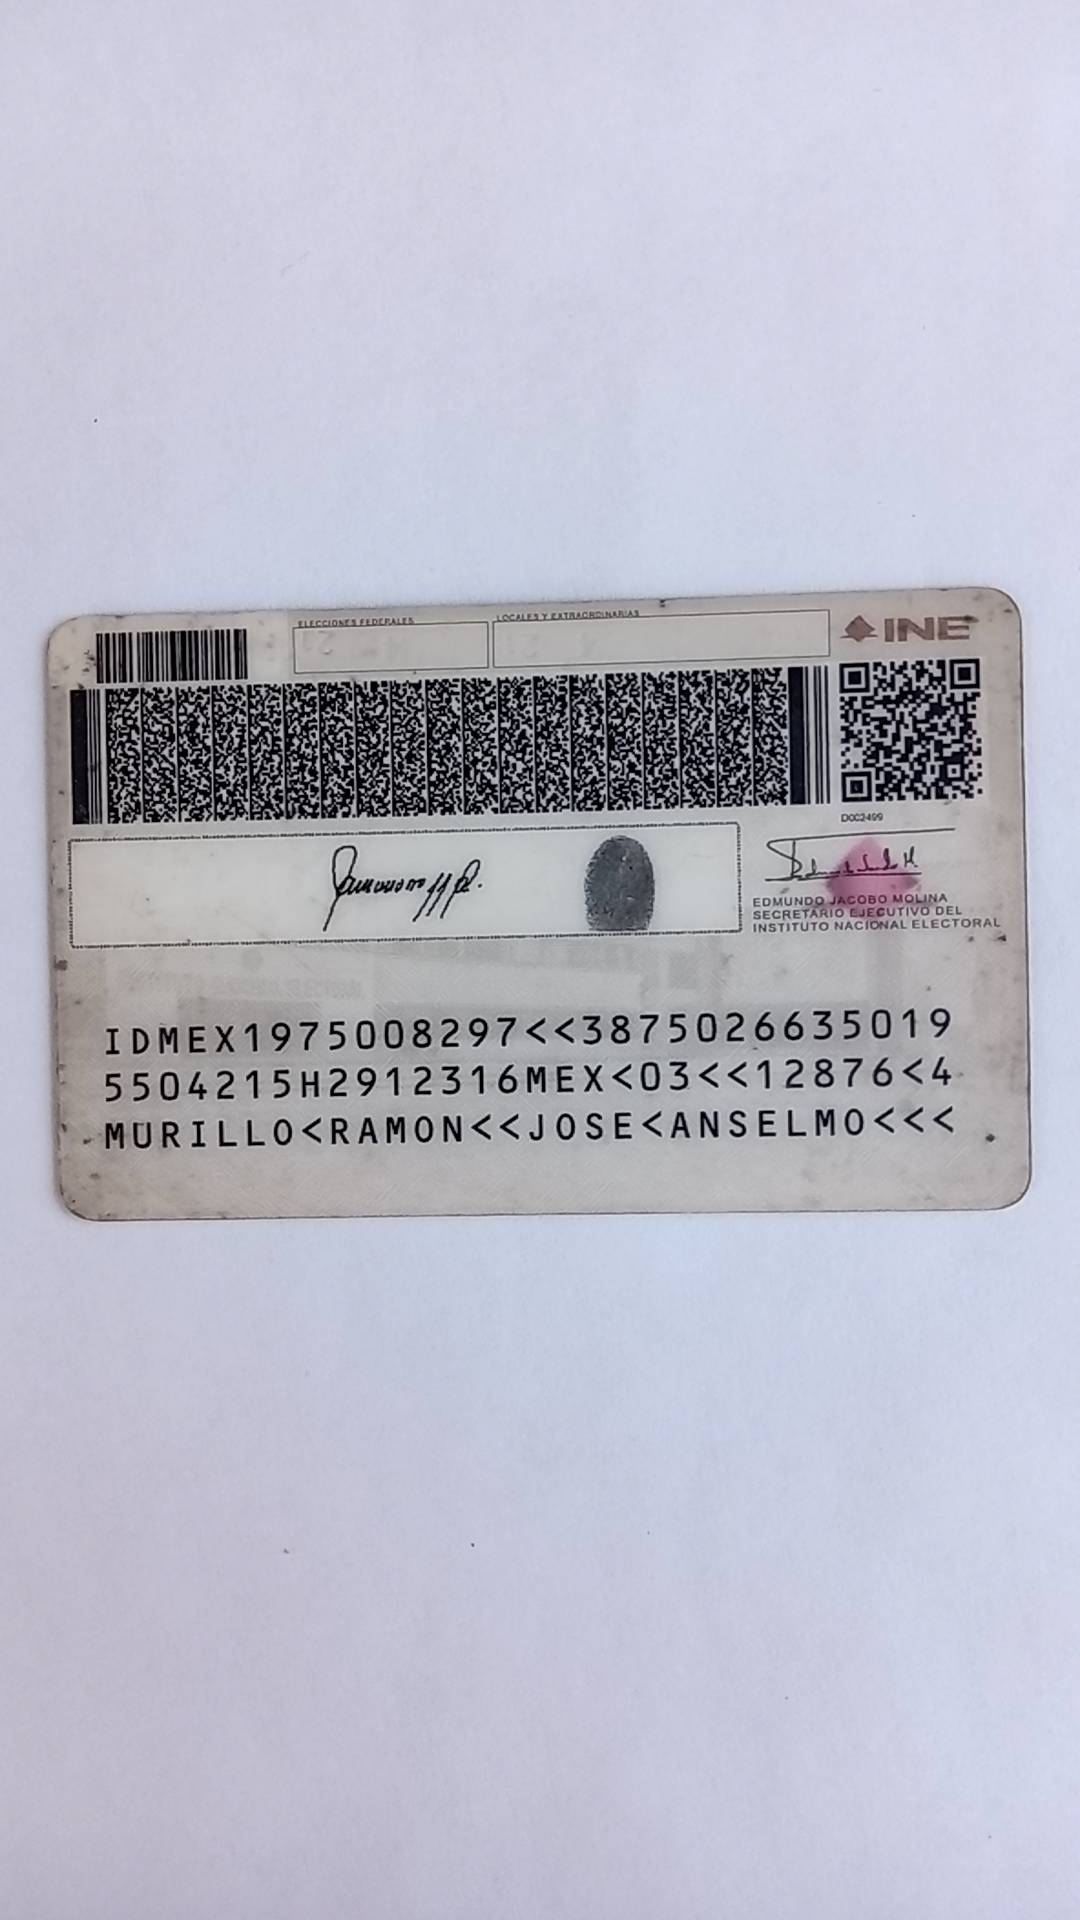 ELECCIONES FEDERALES
LOCALES Y EXTRAORDINARIAS
INE
D002499
EDMUNDO JACOBO MOLINA
SECRETARIO EJECUTIVO DEL
INSTITUTO NACIONAL ELECTORAL
IDMEX1975008297<<3875026635019
5504215H2912316MEX<03<<12876<4
MURILLO<RAMON<<JOSE<ANSELMO<<<